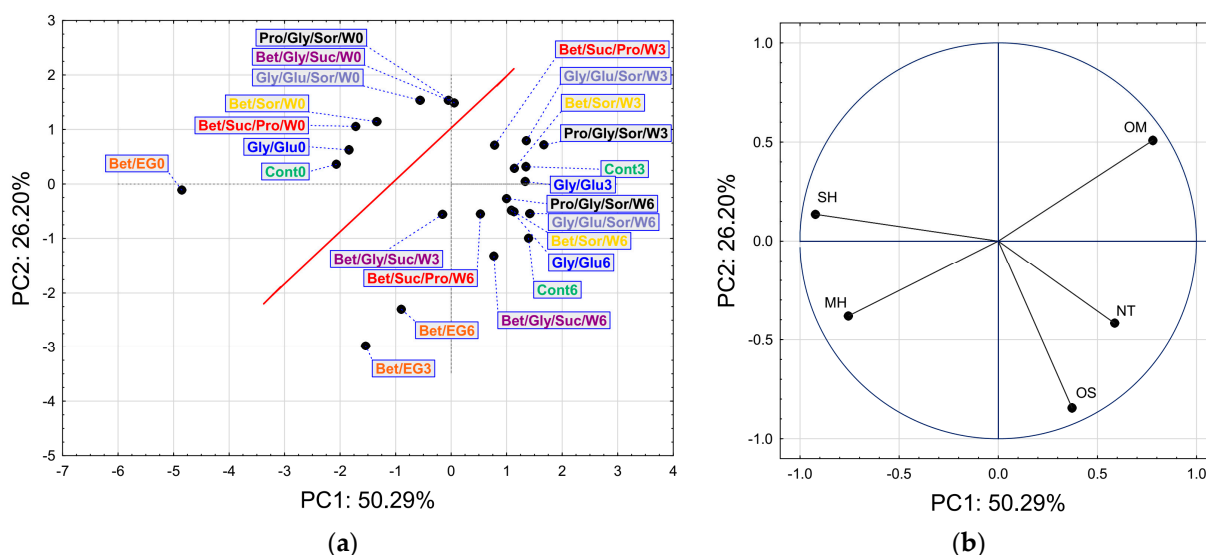 3
2
1
0
-1
-2
-3
-4
-5
PC2: 26.20%
Pro/Gly/Sor/W0
Bet/Gly/Suc/W0
Gly/Glu/Sor/W0
Bet/Sor/W0
Bet/Suc/Pro/W0
Gly/Glu0
Cont0
Bet/EG0
Bet/Suc/Pro/W3
Gly/Glu/Sor/W3
Bet/Sor/W3
Pro/Gly/Sor/W3
Cont3
Gly/Glu3
Pro/Gly/Sor/W6
Gly/Glu/Sor/W6
Bet/Sor/W6
Gly/Glu6
Cont6
Bet/Gly/Suc/W3
Bet/Suc/Pro/W6
Bet/Gly/Suc/W6
Bet/EG6
Bet/EG3
-7 -6 -5 -4 -3 -2 -1 0 1 2 3 4
PC1: 50.29%
(a)
1.0
0.5
0.0
-0.5
-1.0
PC2: 26.20%
OM
SH
MH
NT
OS
-1.0 -0.5 0.0 0.5 1.0
PC1: 50.29%
(b)